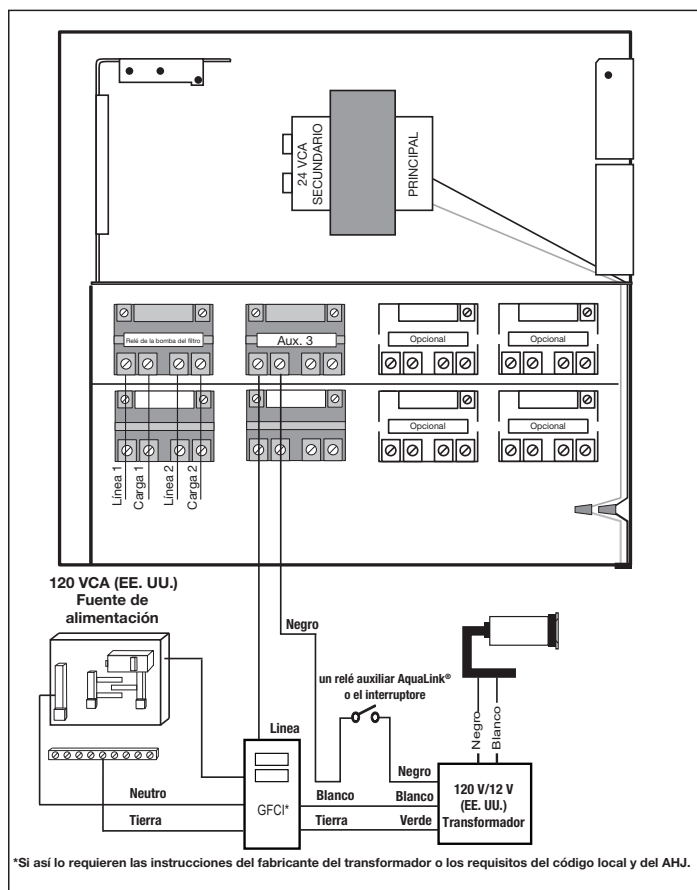 24 VCA
SECUNDARIO
PRINCIPAL
Relé de la bomba del filtro
Aux. 3
Opcional
Opcional
Opcional
Opcional
Línea 1
Carga 1
Línea 2
Carga 2
120 VCA (EE. UU.)
Fuente de
alimentación
Negro
un relé auxiliar AquaLink®
o el interruptore
Negro
Blanco
Linea
GFCI*
Neutro
Tierra
Blanco
Tierra
Negro
Blanco
Verde
120 V/12 V
(EE. UU.)
Transformador
*Si así lo requieren las instrucciones del fabricante del transformador o los requisitos del código local y del AHJ.